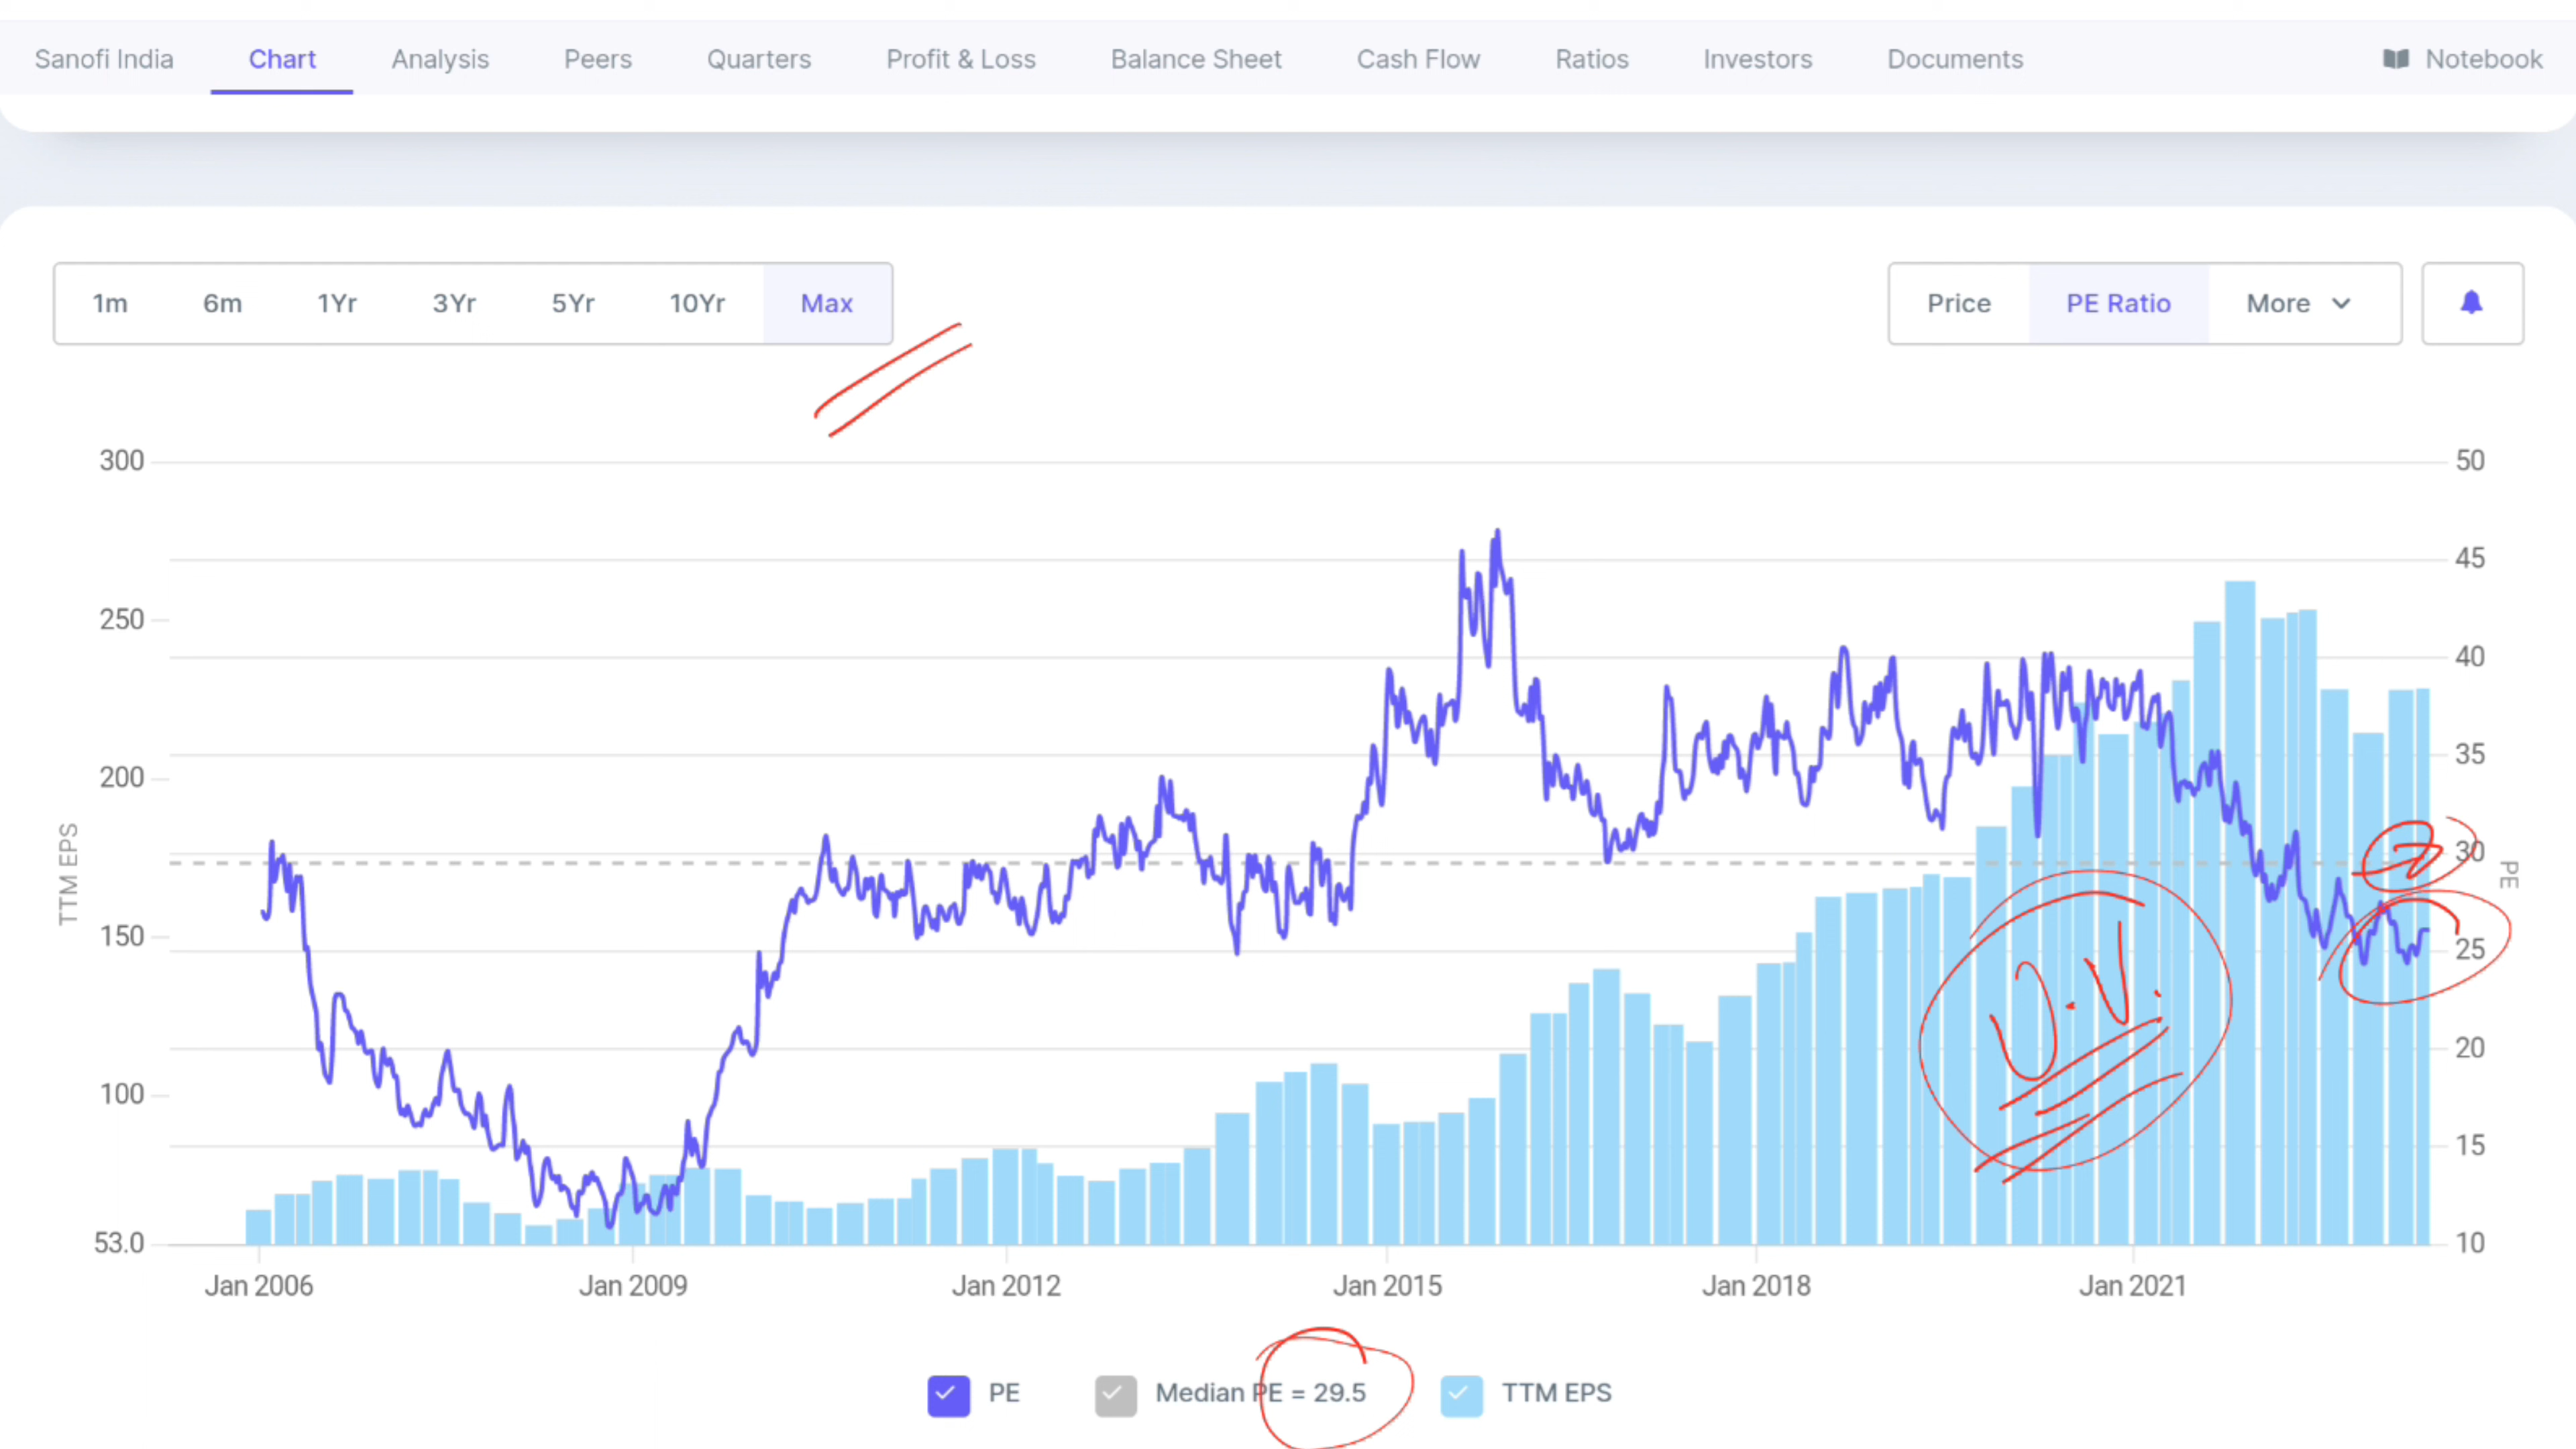 Sanofi India Chart Analysis Peers Quarters Profit & Loss Balance Sheet Cash Flow Ratios Investors Documents Notebook
1m 6m 1Yr 3Yr 5Yr 10Yr Max Price PE Ratio More
300 50
45
250
40
200 35
30
TTM EPS
PE
150 25
U.V.
100 20
15
53.0 10
Jan 2006 Jan 2009 Jan 2012 Jan 2015 Jan 2018 Jan 2021
PE Median PE = 29.5 TTM EPS